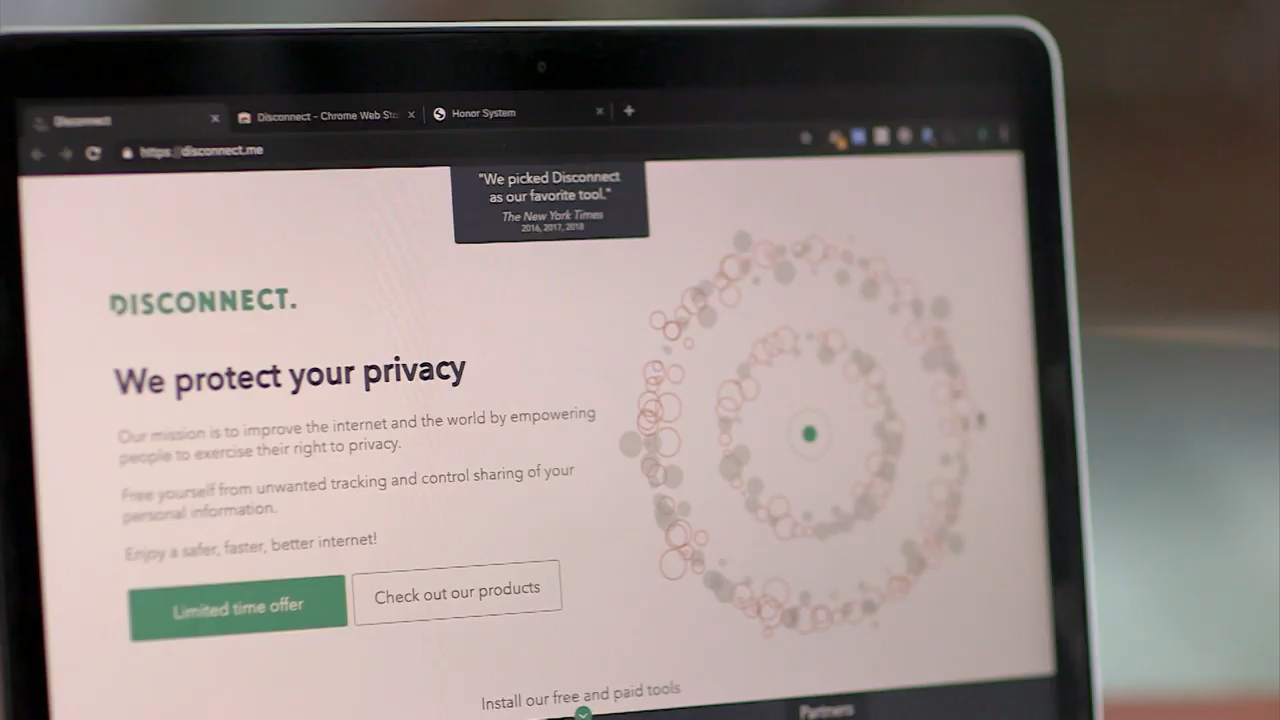 Disconnect
Disconnect - Chrome Web Sto
Honor System
https://disconnect.me
"We picked Disconnect
as our favorite tool."
The New York Times
2016, 2017, 2018
DISCONNECT.
We protect your privacy
Our mission is to improve the internet and the world by empowering
people to exercise their right to privacy.
Free yourself from unwanted tracking and control sharing of your
personal information.
Enjoy a safer, faster, better internet!
Limited time offer
Check out our products
Install our free and paid tools
Partners